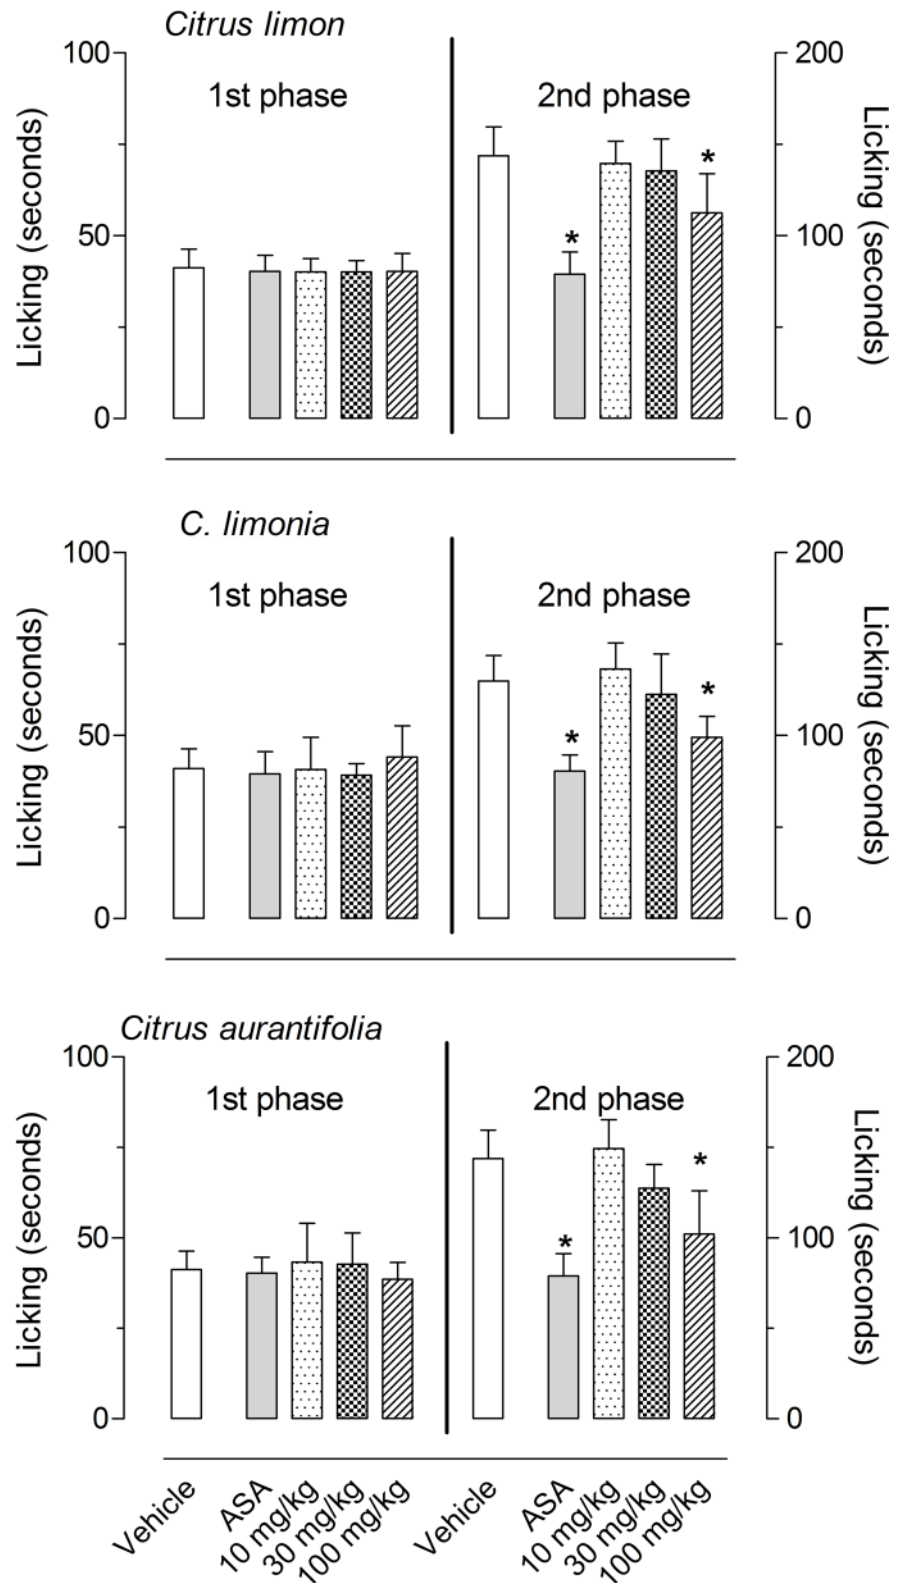 Citrus limon
1st phase
2nd phase
Licking (seconds)
100
50
0
*
*
200
100
0
Licking (seconds)
C. limonia
1st phase
2nd phase
Licking (seconds)
100
50
0
*
*
200
100
0
Licking (seconds)
Citrus aurantifolia
1st phase
2nd phase
Licking (seconds)
100
50
0
*
*
200
100
0
Licking (seconds)
Vehicle
ASA
10 mg/kg
30 mg/kg
100 mg/kg
Vehicle
ASA
10 mg/kg
30 mg/kg
100 mg/kg